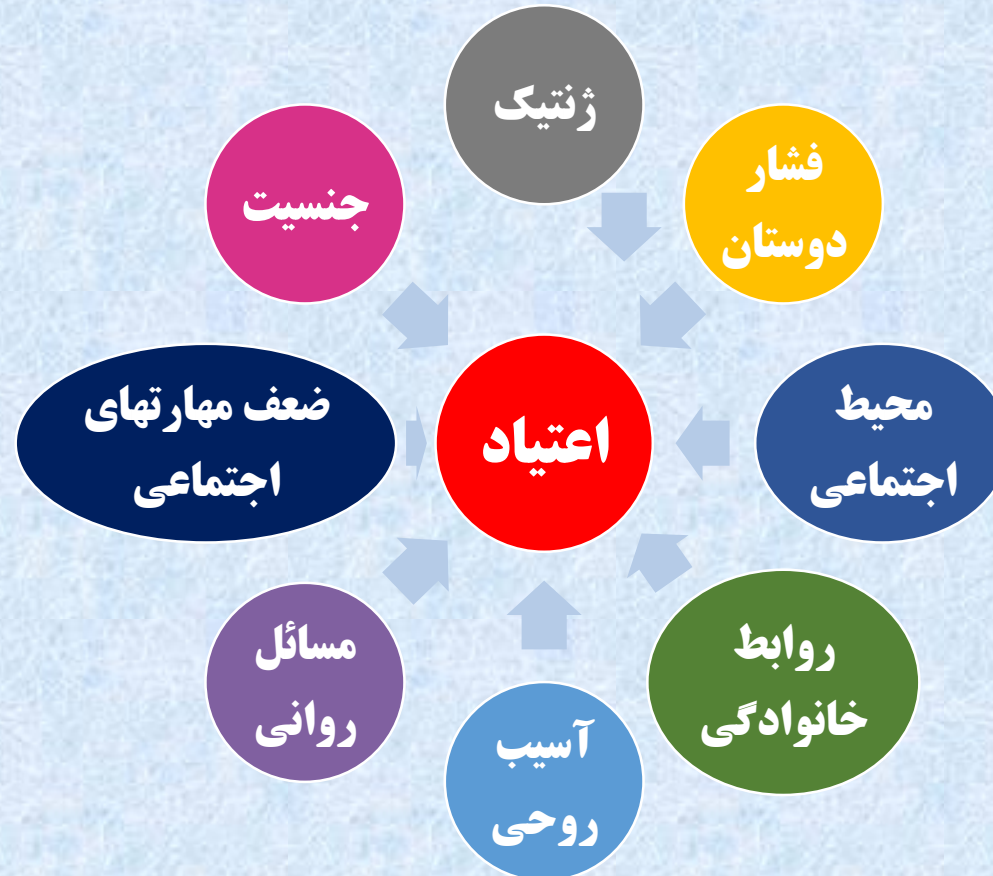 ژنتیک
فشار
دوستان
جنسیت
محیط
اجتماعی
اعتیاد
ضعف مهارتهای
اجتماعی
روابط
خانوادگی
مسائل
روانی
آسیب
روحی